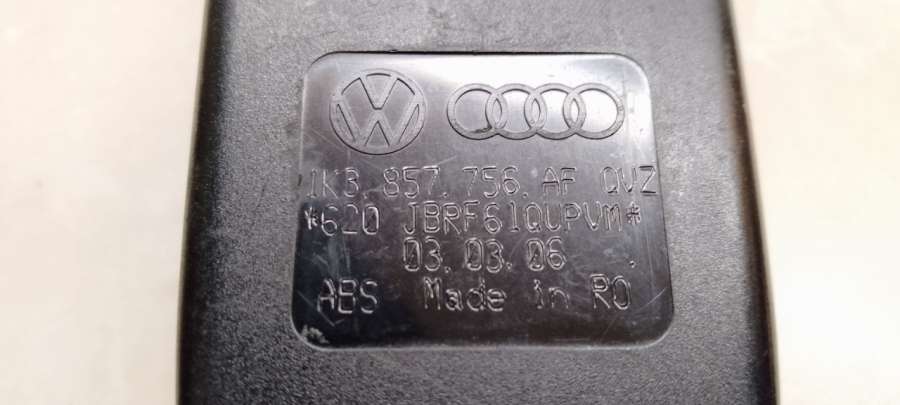 1K3.857.756.AF QVZ
*620 JBRF61QUPVM*
03.03.06
ABS Made in RO